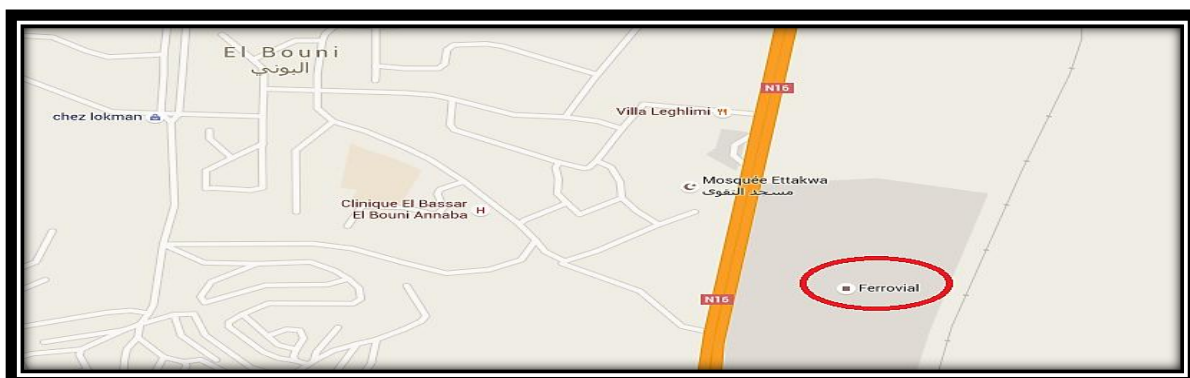 El Bouni
البوني
N16
chez lokman
Villa Leghlimi
Mosquée Ettakwa
مسجد التقوى
Clinique El Bassar
El Bouni Annaba
H
Ferrovial
N16